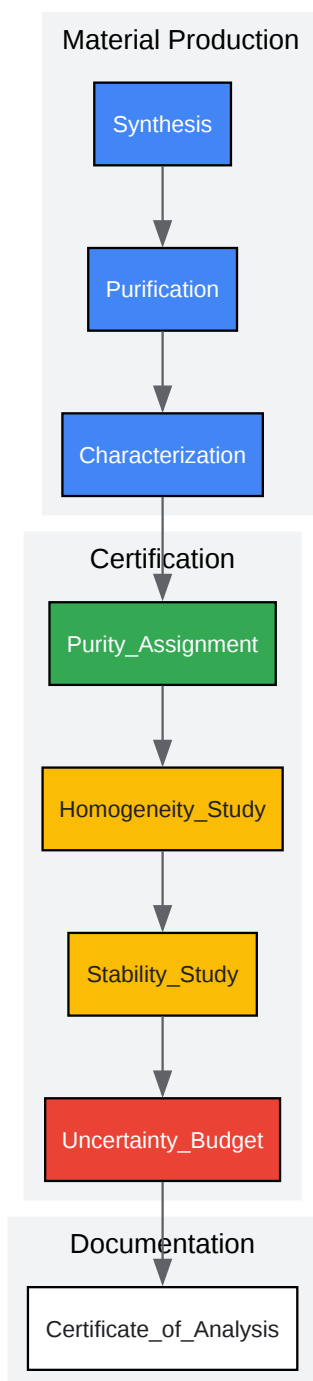 Material Production
Synthesis
Purification
Characterization
Certification
Purity_Assignment
Homogeneity_Study
Stability_Study
Uncertainty_Budget
Documentation
Certificate_of_Analysis